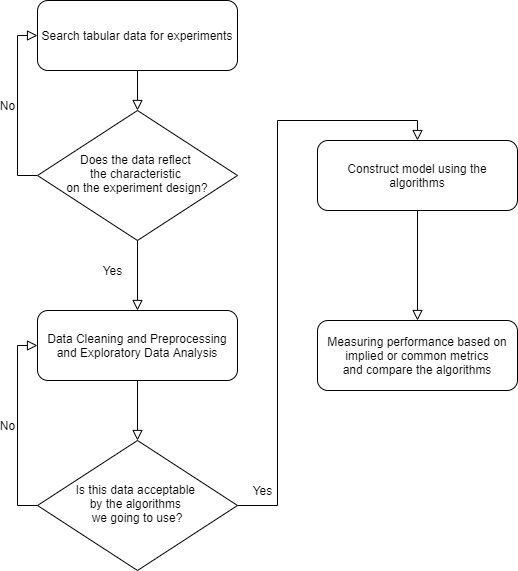 Search tabular data for experiments
No
Does the data reflect
the characteristic
on the experiment design?
Yes
Data Cleaning and Preprocessing
and Exploratory Data Analysis
No
Is this data acceptable
by the algorithms
we going to use?
Yes
Construct model using the
algorithms
Measuring performance based on
implied or common metrics
and compare the algorithms